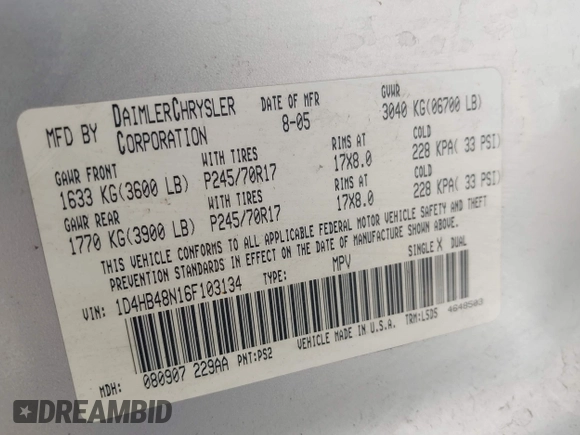 MFD BY DAIMLERCHRYSLER CORPORATION
DATE OF MFR 8-05
GVWR 3040 KG(06700 LB)
GAWR FRONT 1633 KG(3600 LB)
WITH TIRES P245/70R17
RIMS AT 17X8.0
COLD 228 KPA( 33 PSI)
GAWR REAR 1770 KG(3900 LB)
WITH TIRES P245/70R17
RIMS AT 17X8.0
COLD 228 KPA( 33 PSI)
THIS VEHICLE CONFORMS TO ALL APPLICABLE FEDERAL MOTOR VEHICLE SAFETY AND THEFT
PREVENTION STANDARDS IN EFFECT ON THE DATE OF MANUFACTURE SHOWN ABOVE.
VIN: 1D4HB48N16F103134 TYPE: MPV SINGLE X DUAL
MDH: 080907 229AA PNT:PS2 VEHICLE MADE IN U.S.A. TRM:LSDS 4648503
DREAMBID